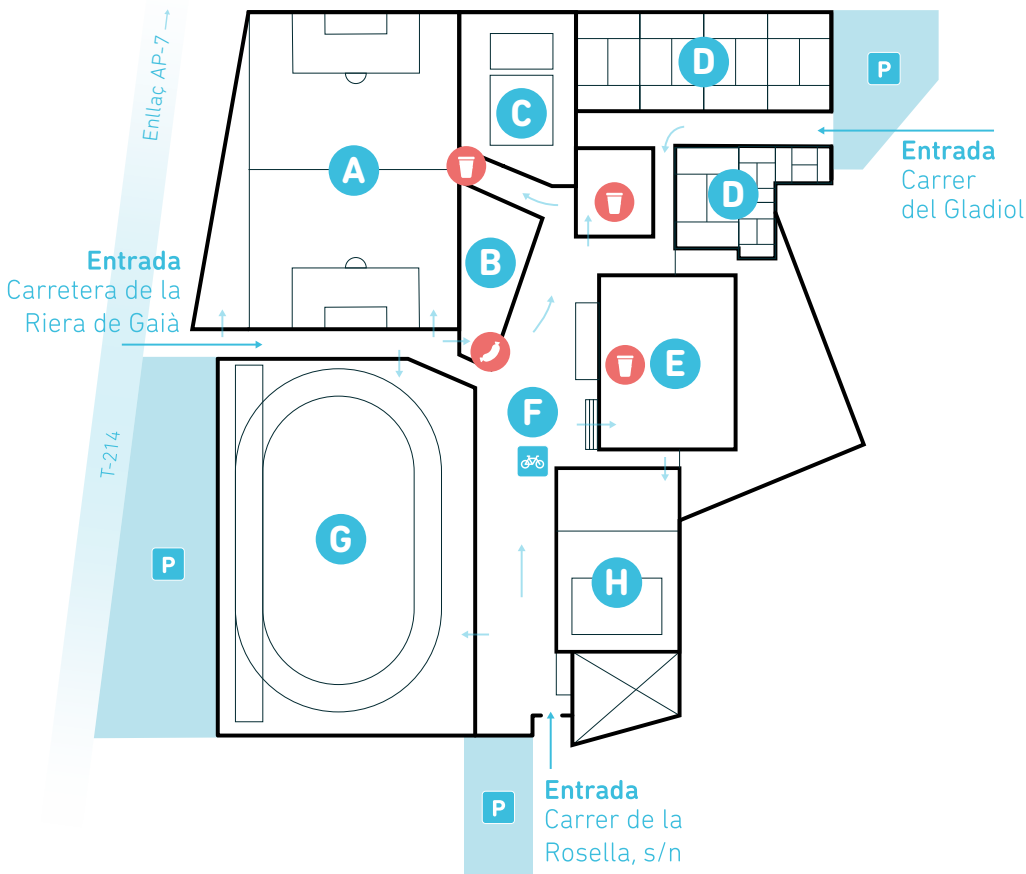 Enllaç AP-7
D
P
C
Entrada
Carrer
del Gladiol
A
D
B
Entrada
Carretera de la
Riera de Gaià
E
F
T-214
G
P
H
Entrada
Carrer de la
Rosella, s/n
P